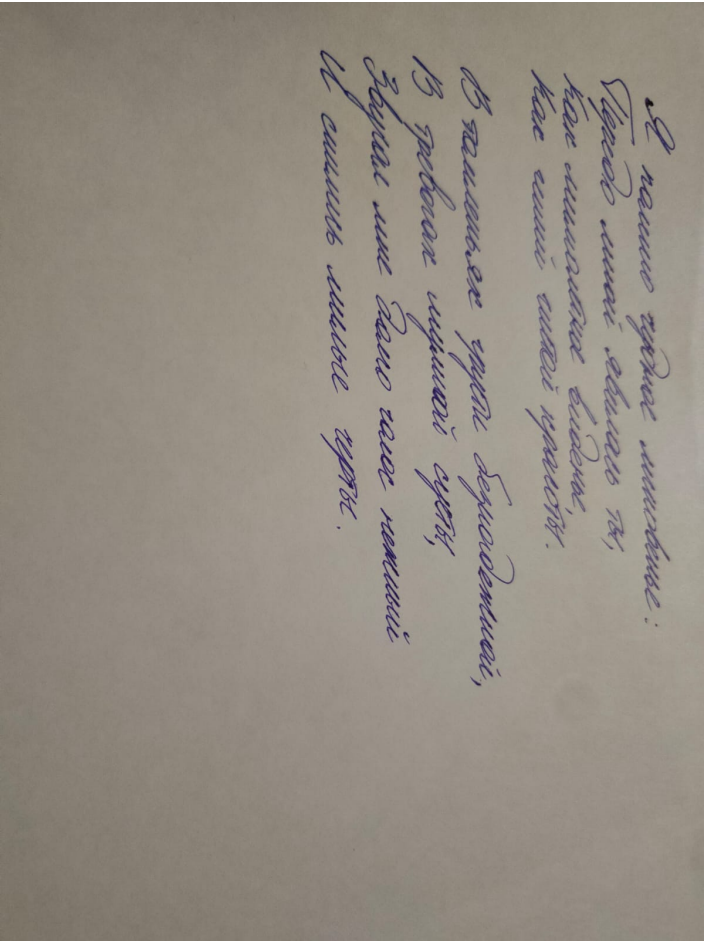 Я помню чудное мгновенье:
Передо мной явилась ты,
Как мимолетное виденье,
Как гений чистой красоты.
В томленьях грусти безнадежной,
В тревогах шумной суеты,
Звучал мне долго голос нежный
И снились милые черты.